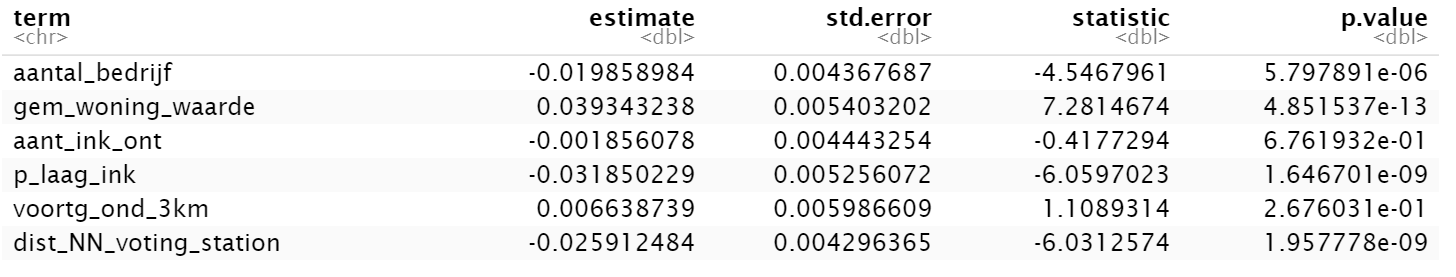 term estimate std.error statistic p.value
<chr> <dbl> <dbl> <dbl> <dbl>
aantal_bedrijf -0.019858984 0.004367687 -4.5467961 5.797891e-06
gem_woning_waarde 0.039343238 0.005403202 7.2814674 4.851537e-13
aant_ink_ont -0.001856078 0.004443254 -0.4177294 6.761932e-01
p_laag_ink -0.031850229 0.005256072 -6.0597023 1.646701e-09
voortg_ond_3km 0.006638739 0.005986609 1.1089314 2.676031e-01
dist_NN_voting_station -0.025912484 0.004296365 -6.0312574 1.957778e-09